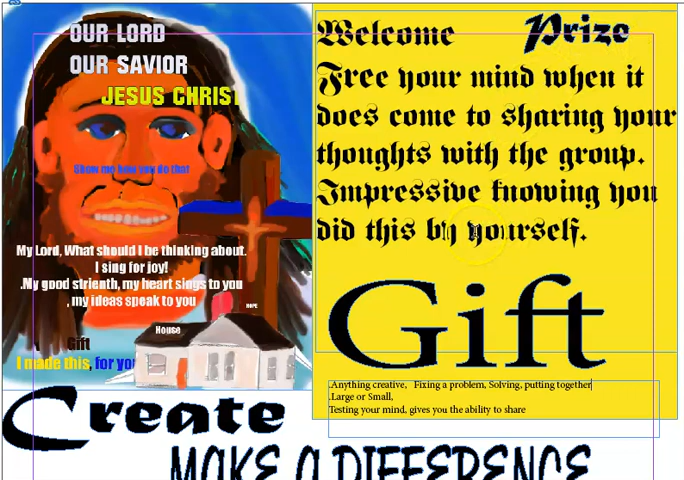 OUR LORD
OUR SAVIOR
JESUS CHRIST
Show me how you do that
My Lord, What should I be thinking about.
I sing for joy!
.My good strienth, my heart sings to you
, my ideas speak to you
HOPE
House
Gift
I made this, for you
Welcome Prize
Free your mind when it
does come to sharing your
thoughts with the group.
Impressive knowing you
did this by yourself.
Gift
.Anything creative, Fixing a problem, Solving, putting together
.Large or Small,
Testing your mind, gives you the ability to share
Create
MAKE A DIFFERENCE